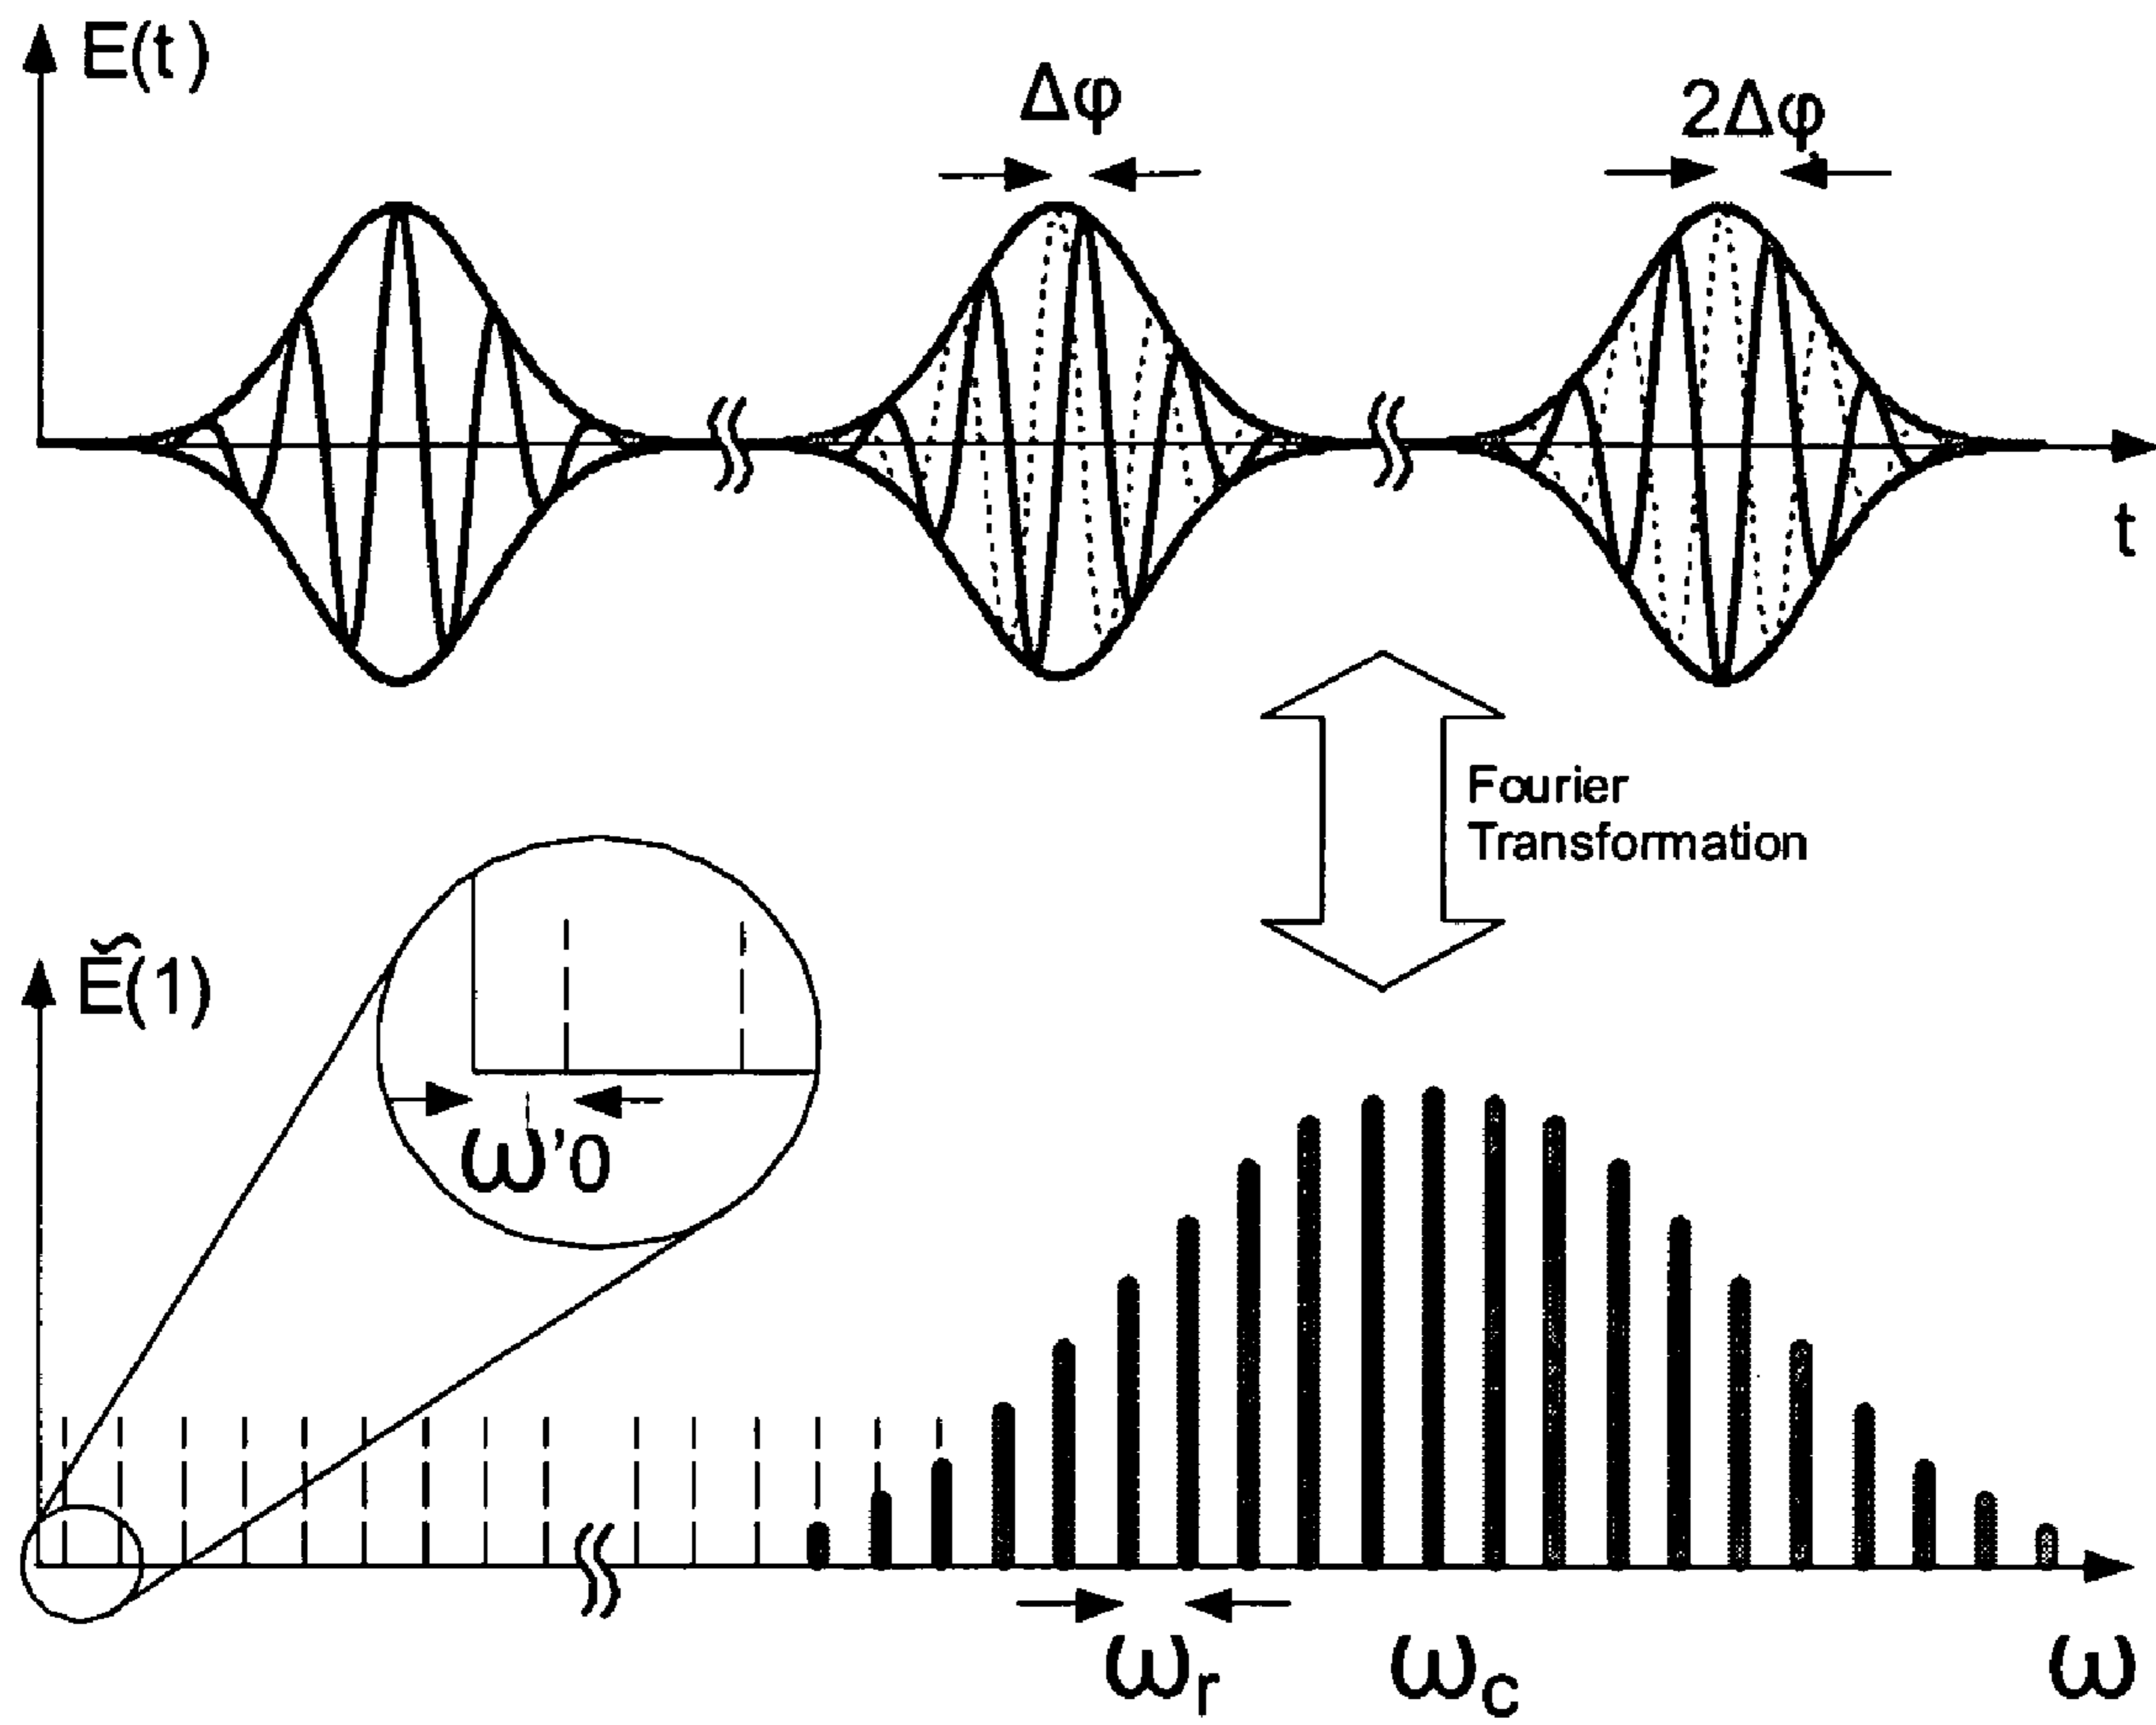 E(t)
Δφ
2Δφ
t
Fourier
Transformation
Ẽ(1)
ω'0
ωr
ωc
ω